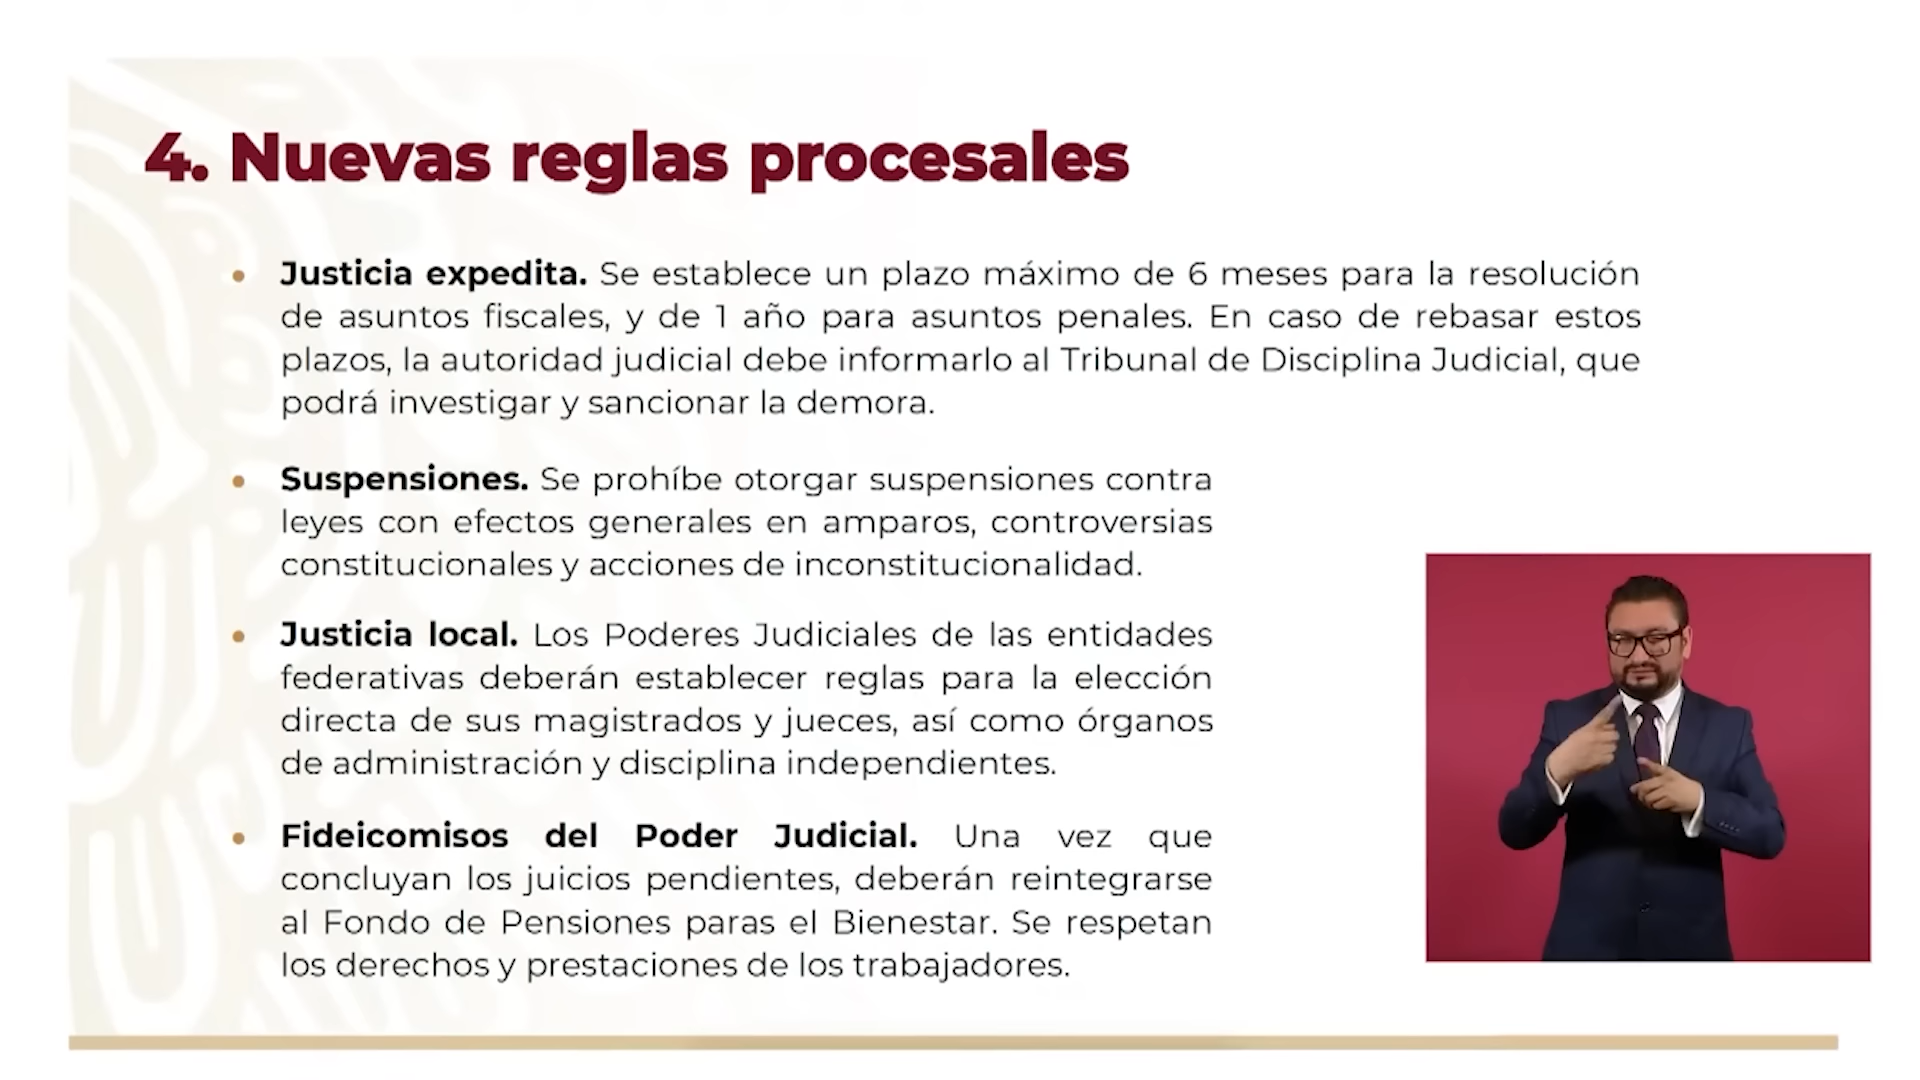 4. Nuevas reglas procesales
• Justicia expedita. Se establece un plazo máximo de 6 meses para la resolución
de asuntos fiscales, y de 1 año para asuntos penales. En caso de rebasar estos
plazos, la autoridad judicial debe informarlo al Tribunal de Disciplina Judicial, que
podrá investigar y sancionar la demora.
• Suspensiones. Se prohíbe otorgar suspensiones contra
leyes con efectos generales en amparos, controversias
constitucionales y acciones de inconstitucionalidad.
• Justicia local. Los Poderes Judiciales de las entidades
federativas deberán establecer reglas para la elección
directa de sus magistrados y jueces, así como órganos
de administración y disciplina independientes.
• Fideicomisos del Poder Judicial. Una vez que
concluyan los juicios pendientes, deberán reintegrarse
al Fondo de Pensiones paras el Bienestar. Se respetan
los derechos y prestaciones de los trabajadores.